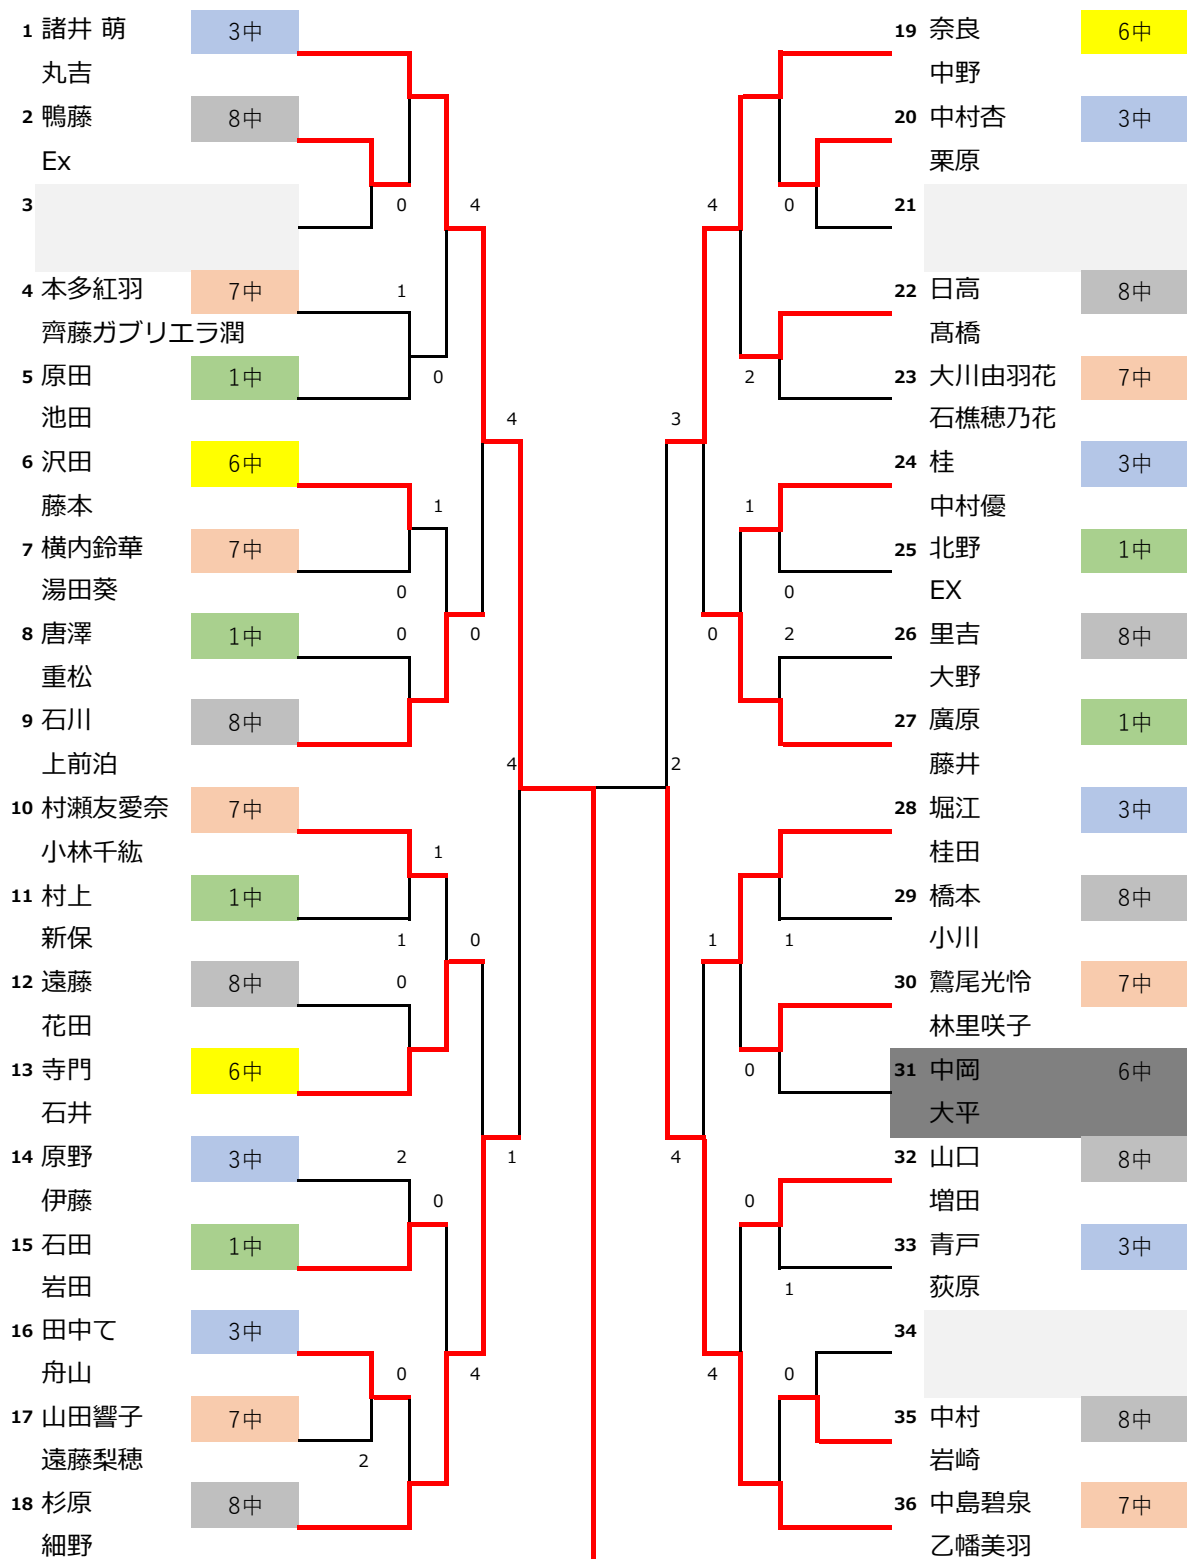 1 諸井 萌 3中
丸吉
2 鴨藤 8中
Ex
3
0 4
4 本多紅羽 7中 1
齊藤ガブリエラ潤
5 原田 1中 0
池田
4
6 沢田 6中
藤本 1
7 横内鈴華 7中
湯田葵 0
8 唐澤 1中 0 0
重松
9 石川 8中
上前泊 4
10 村瀬友愛奈 7中
小林千紘 1
11 村上 1中
新保 1 0
12 遠藤 8中 0
花田
13 寺門 6中
石井
14 原野 3中 2 1
伊藤 0
15 石田 1中
岩田
16 田中て 3中
舟山 0 4
17 山田響子 7中
遠藤梨穂 2
18 杉原 8中
細野
19 奈良 6中
中野
20 中村杏 3中
栗原
4 0 21
22 日高 8中
髙橋
2 23 大川由羽花 7中
3 石樵穂乃花
24 桂 3中
1 中村優
25 北野 1中
0 EX
0 2 26 里吉 8中
大野
27 廣原 1中
2 藤井
28 堀江 3中
桂田
29 橋本 8中
1 1 小川
30 鷲尾光怜 7中
林里咲子
0 31 中岡 6中
大平
4 32 山口 8中
0 増田
33 青戸 3中
1 荻原
34
4 0
35 中村 8中
岩崎
36 中島碧泉 7中
乙幡美羽